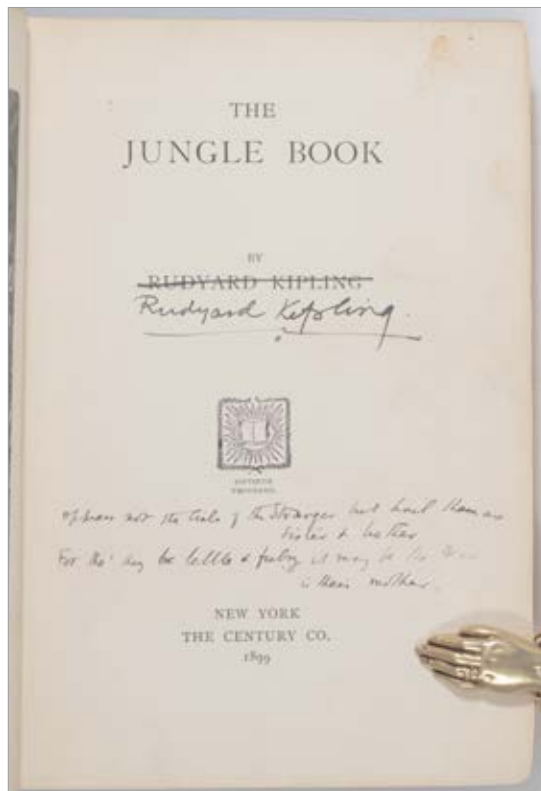 THE
JUNGLE BOOK
BY
RUDYARD KIPLING
Rudyard Kipling.
FIFTIETH
THOUSAND
oppress not the Cubs of the Stranger but hail them as
Sister & brother
For tho' they be little & fubsy it may be the Bear
is their mother.
NEW YORK
THE CENTURY CO.
1899